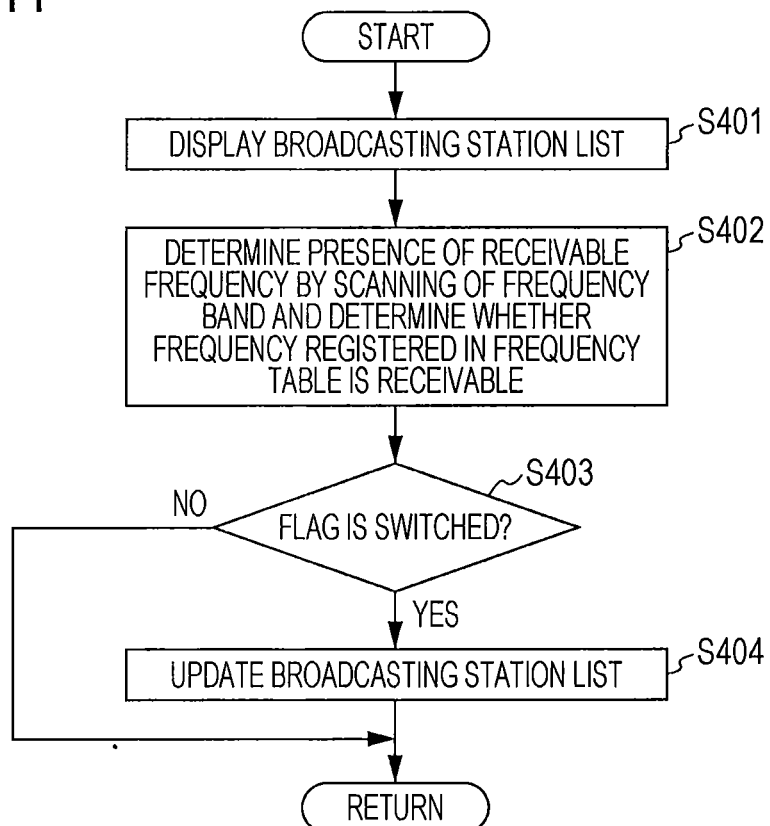 START
DISPLAY BROADCASTING STATION LIST
S401
DETERMINE PRESENCE OF RECEIVABLE
FREQUENCY BY SCANNING OF FREQUENCY
BAND AND DETERMINE WHETHER
FREQUENCY REGISTERED IN FREQUENCY
TABLE IS RECEIVABLE
S402
FLAG IS SWITCHED?
S403
NO
YES
UPDATE BROADCASTING STATION LIST
S404
RETURN